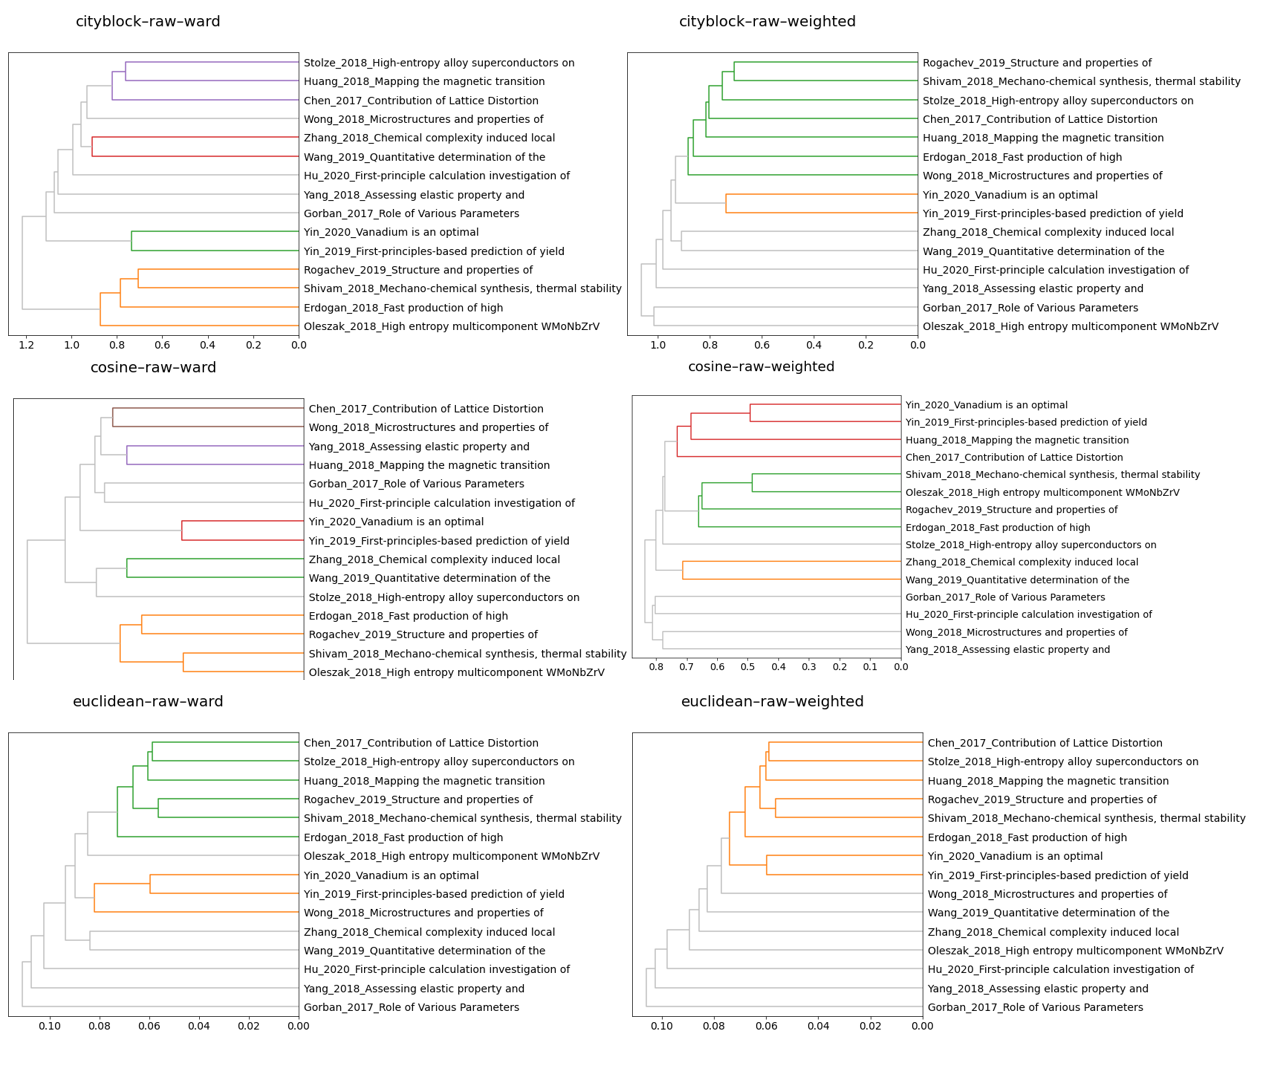 cityblock–raw–ward
Stolze_2018_High-entropy alloy superconductors on
Huang_2018_Mapping the magnetic transition
Chen_2017_Contribution of Lattice Distortion
Wong_2018_Microstructures and properties of
Zhang_2018_Chemical complexity induced local
Wang_2019_Quantitative determination of the
Hu_2020_First-principle calculation investigation of
Yang_2018_Assessing elastic property and
Gorban_2017_Role of Various Parameters
Yin_2020_Vanadium is an optimal
Yin_2019_First-principles-based prediction of yield
Rogachev_2019_Structure and properties of
Shivam_2018_Mechano-chemical synthesis, thermal stability
Erdogan_2018_Fast production of high
Oleszak_2018_High entropy multicomponent WMoNbZrV
1.2 1.0 0.8 0.6 0.4 0.2 0.0
cityblock–raw–weighted
Rogachev_2019_Structure and properties of
Shivam_2018_Mechano-chemical synthesis, thermal stability
Stolze_2018_High-entropy alloy superconductors on
Chen_2017_Contribution of Lattice Distortion
Huang_2018_Mapping the magnetic transition
Erdogan_2018_Fast production of high
Wong_2018_Microstructures and properties of
Yin_2020_Vanadium is an optimal
Yin_2019_First-principles-based prediction of yield
Zhang_2018_Chemical complexity induced local
Wang_2019_Quantitative determination of the
Hu_2020_First-principle calculation investigation of
Yang_2018_Assessing elastic property and
Gorban_2017_Role of Various Parameters
Oleszak_2018_High entropy multicomponent WMoNbZrV
1.0 0.8 0.6 0.4 0.2 0.0
cosine–raw–ward
Chen_2017_Contribution of Lattice Distortion
Wong_2018_Microstructures and properties of
Yang_2018_Assessing elastic property and
Huang_2018_Mapping the magnetic transition
Gorban_2017_Role of Various Parameters
Hu_2020_First-principle calculation investigation of
Yin_2020_Vanadium is an optimal
Yin_2019_First-principles-based prediction of yield
Zhang_2018_Chemical complexity induced local
Wang_2019_Quantitative determination of the
Stolze_2018_High-entropy alloy superconductors on
Erdogan_2018_Fast production of high
Rogachev_2019_Structure and properties of
Shivam_2018_Mechano-chemical synthesis, thermal stability
Oleszak_2018_High entropy multicomponent WMoNbZrV
cosine–raw–weighted
Yin_2020_Vanadium is an optimal
Yin_2019_First-principles-based prediction of yield
Huang_2018_Mapping the magnetic transition
Chen_2017_Contribution of Lattice Distortion
Shivam_2018_Mechano-chemical synthesis, thermal stability
Oleszak_2018_High entropy multicomponent WMoNbZrV
Rogachev_2019_Structure and properties of
Erdogan_2018_Fast production of high
Stolze_2018_High-entropy alloy superconductors on
Zhang_2018_Chemical complexity induced local
Wang_2019_Quantitative determination of the
Gorban_2017_Role of Various Parameters
Hu_2020_First-principle calculation investigation of
Wong_2018_Microstructures and properties of
Yang_2018_Assessing elastic property and
0.8 0.7 0.6 0.5 0.4 0.3 0.2 0.1 0.0
euclidean–raw–ward
Chen_2017_Contribution of Lattice Distortion
Stolze_2018_High-entropy alloy superconductors on
Huang_2018_Mapping the magnetic transition
Rogachev_2019_Structure and properties of
Shivam_2018_Mechano-chemical synthesis, thermal stability
Erdogan_2018_Fast production of high
Oleszak_2018_High entropy multicomponent WMoNbZrV
Yin_2020_Vanadium is an optimal
Yin_2019_First-principles-based prediction of yield
Wong_2018_Microstructures and properties of
Zhang_2018_Chemical complexity induced local
Wang_2019_Quantitative determination of the
Hu_2020_First-principle calculation investigation of
Yang_2018_Assessing elastic property and
Gorban_2017_Role of Various Parameters
0.10 0.08 0.06 0.04 0.02 0.00
euclidean–raw–weighted
Chen_2017_Contribution of Lattice Distortion
Stolze_2018_High-entropy alloy superconductors on
Huang_2018_Mapping the magnetic transition
Rogachev_2019_Structure and properties of
Shivam_2018_Mechano-chemical synthesis, thermal stability
Erdogan_2018_Fast production of high
Yin_2020_Vanadium is an optimal
Yin_2019_First-principles-based prediction of yield
Wong_2018_Microstructures and properties of
Wang_2019_Quantitative determination of the
Zhang_2018_Chemical complexity induced local
Oleszak_2018_High entropy multicomponent WMoNbZrV
Hu_2020_First-principle calculation investigation of
Yang_2018_Assessing elastic property and
Gorban_2017_Role of Various Parameters
0.10 0.08 0.06 0.04 0.02 0.00